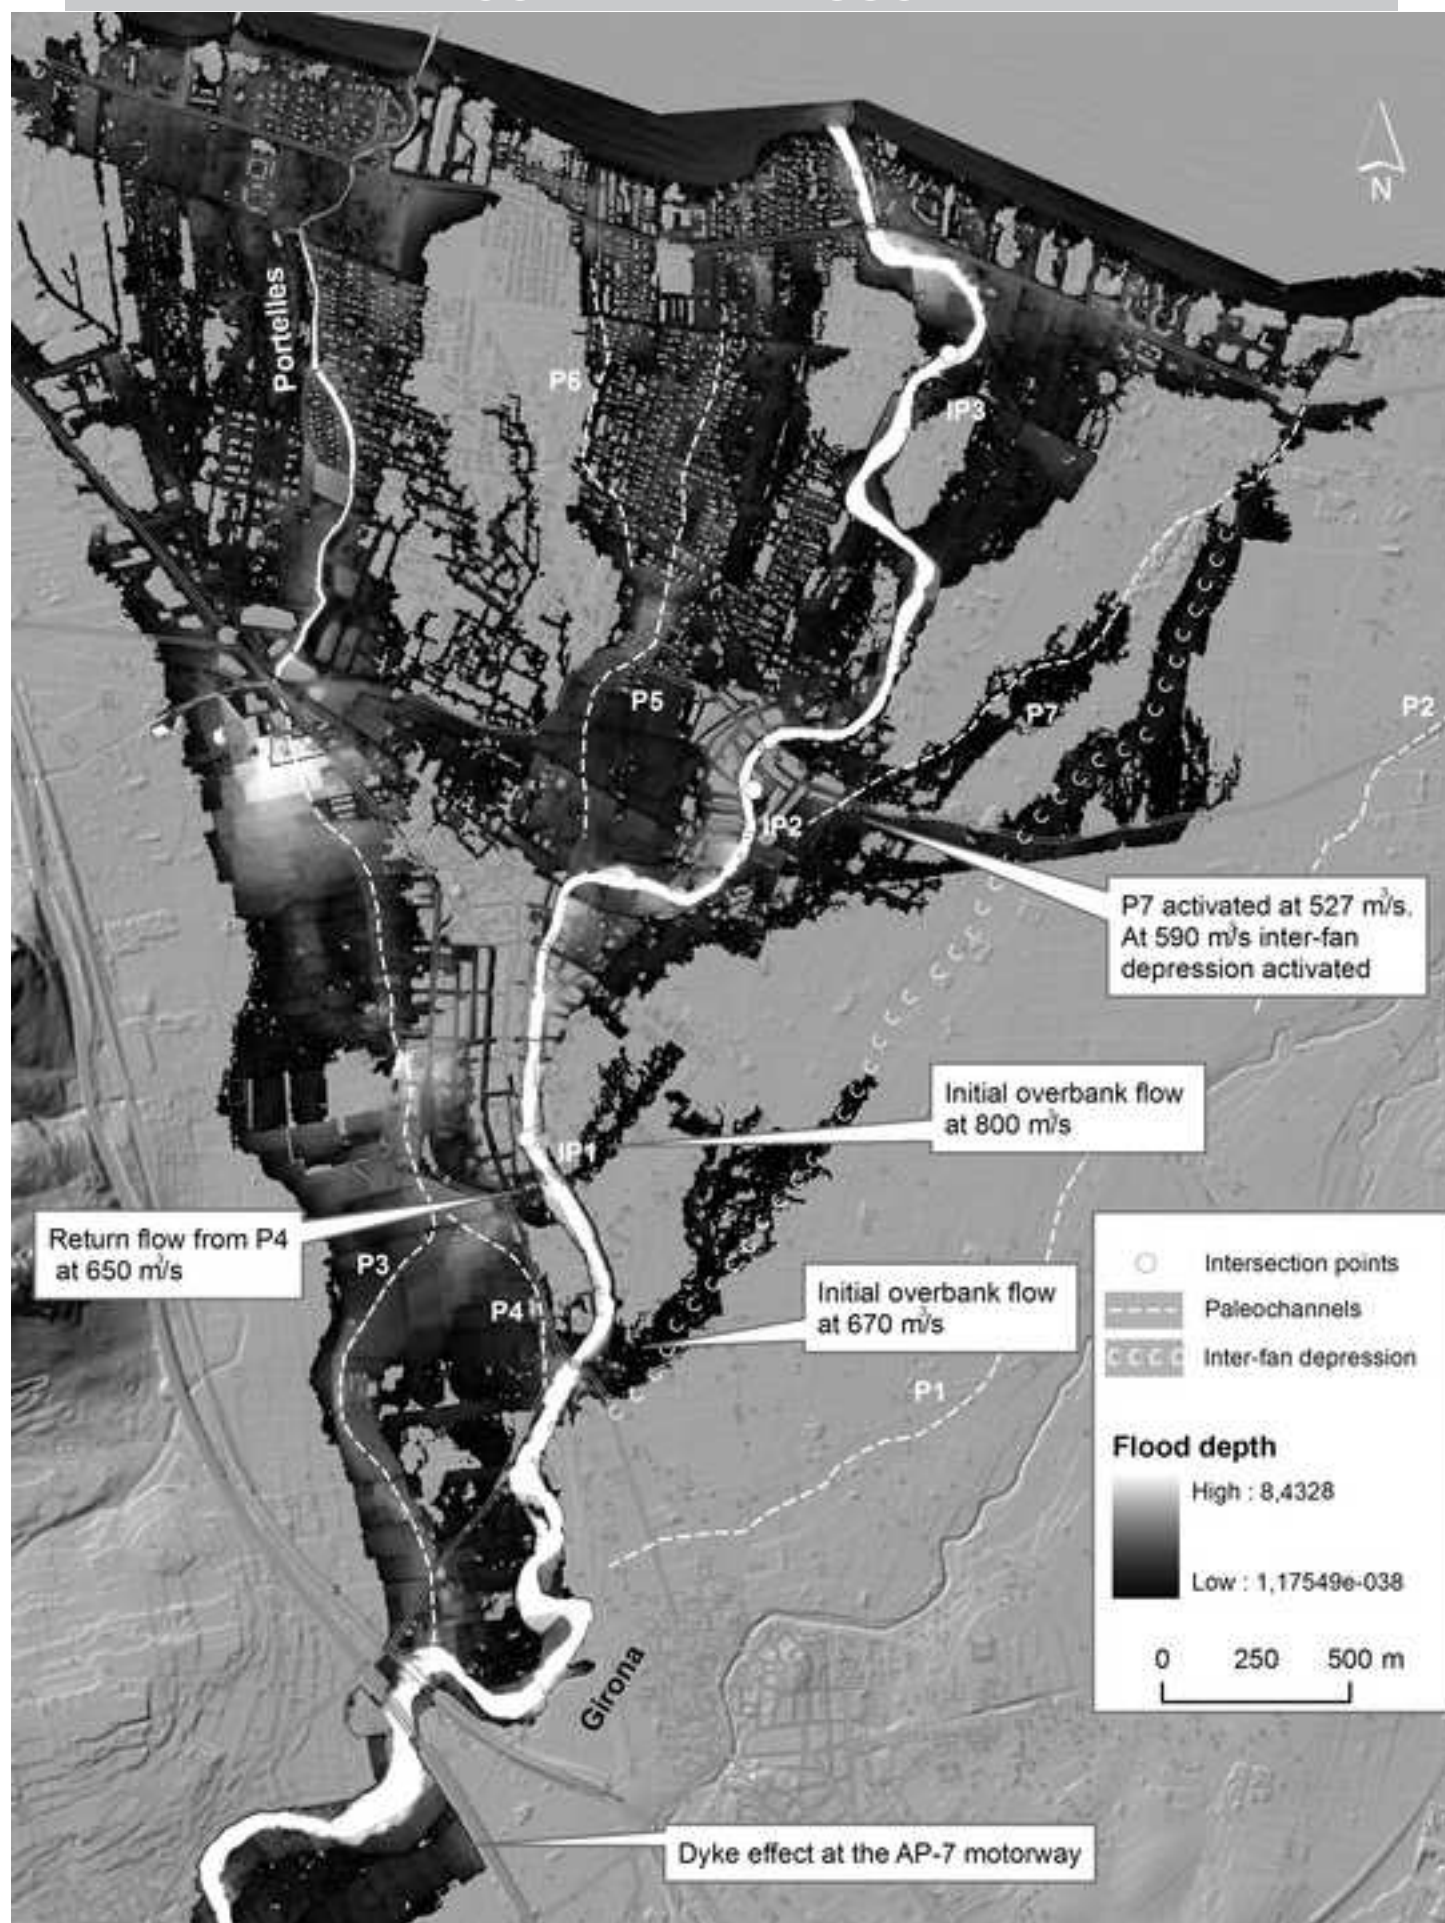 N
Portelles
P6
IP3
P5
P7
P2
IP2
P7 activated at 527 m³/s.
At 590 m³/s inter-fan
depression activated
Initial overbank flow
at 800 m³/s
IP1
Return flow from P4
at 650 m³/s
P3
P4
Initial overbank flow
at 670 m³/s
P1
Intersection points
Paleochannels
Inter-fan depression
Flood depth
High : 8,4328
Low : 1,17549e-038
0 250 500 m
Girona
Dyke effect at the AP-7 motorway